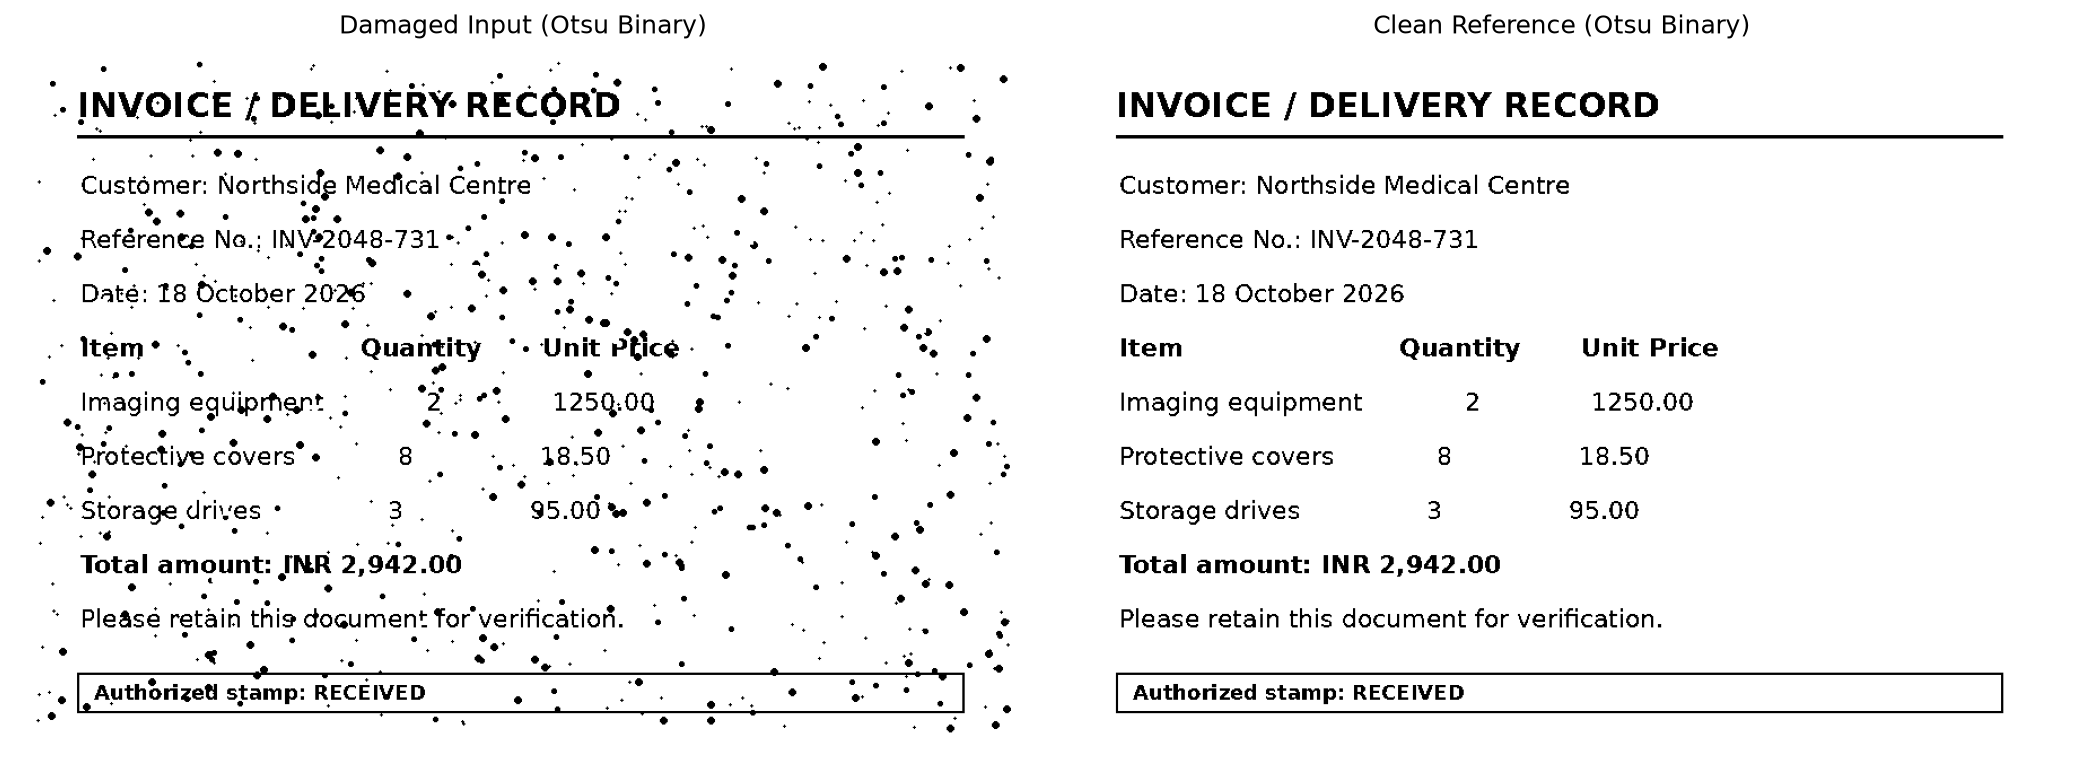 Damaged Input (Otsu Binary)
INVOICE / DELIVERY RECORD
Customer: Northside Medical Centre
Reference No.: INV-2048-731
Date: 18 October 2026
Item Quantity Unit Price
Imaging equipment 2 1250.00
Protective covers 8 18.50
Storage drives 3 95.00
Total amount: INR 2,942.00
Please retain this document for verification.
Authorized stamp: RECEIVED
Clean Reference (Otsu Binary)
INVOICE / DELIVERY RECORD
Customer: Northside Medical Centre
Reference No.: INV-2048-731
Date: 18 October 2026
Item Quantity Unit Price
Imaging equipment 2 1250.00
Protective covers 8 18.50
Storage drives 3 95.00
Total amount: INR 2,942.00
Please retain this document for verification.
Authorized stamp: RECEIVED